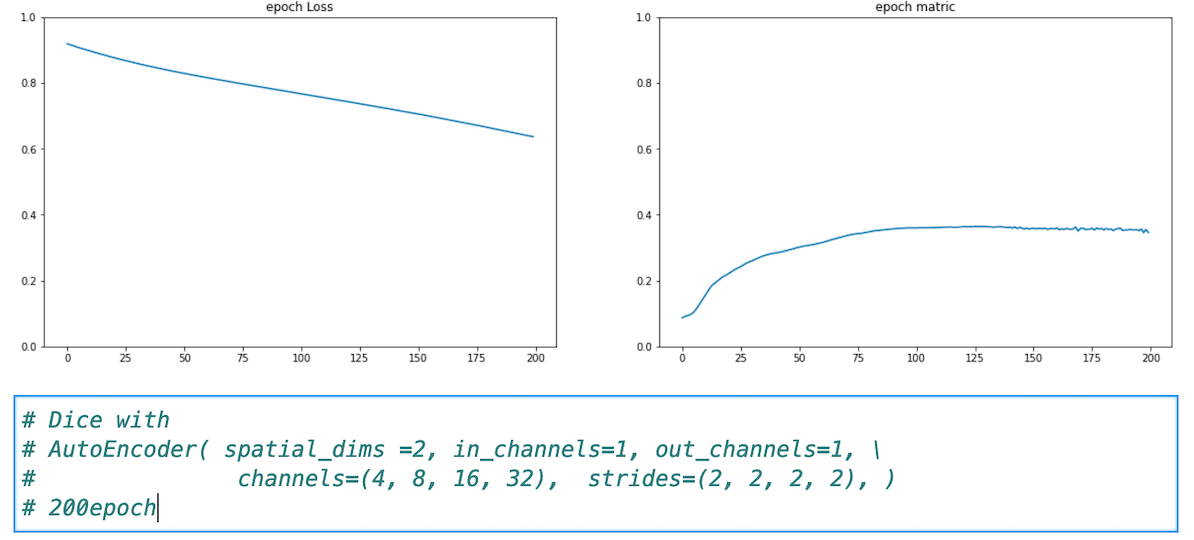 epoch Loss
1.0
0.8
0.6
0.4
0.2
0.0
0 25 50 75 100 125 150 175 200
epoch matric
1.0
0.8
0.6
0.4
0.2
0.0
0 25 50 75 100 125 150 175 200
# Dice with
# AutoEncoder( spatial_dims =2, in_channels=1, out_channels=1, \
# channels=(4, 8, 16, 32), strides=(2, 2, 2, 2), )
# 200epoch